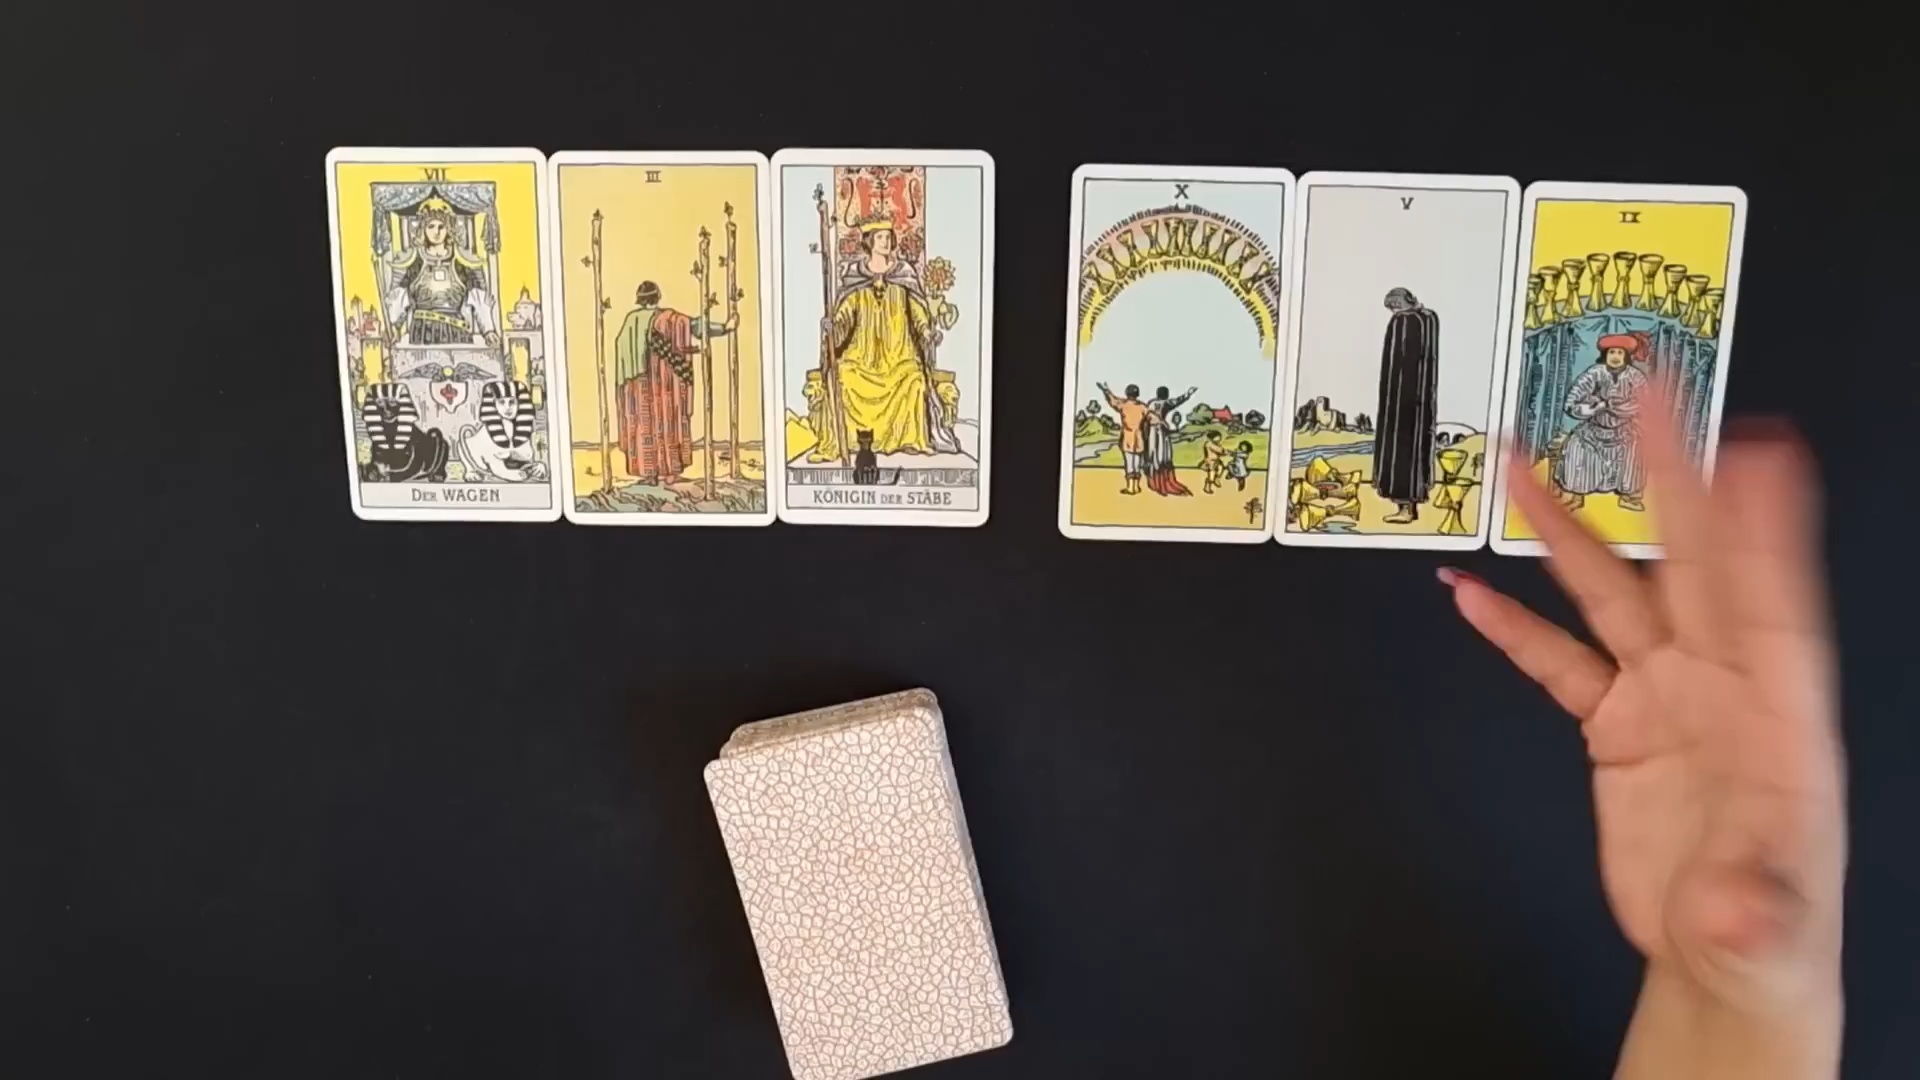 VII
DER WAGEN
III
KÖNIGIN DER STÄBE
X
V
IX